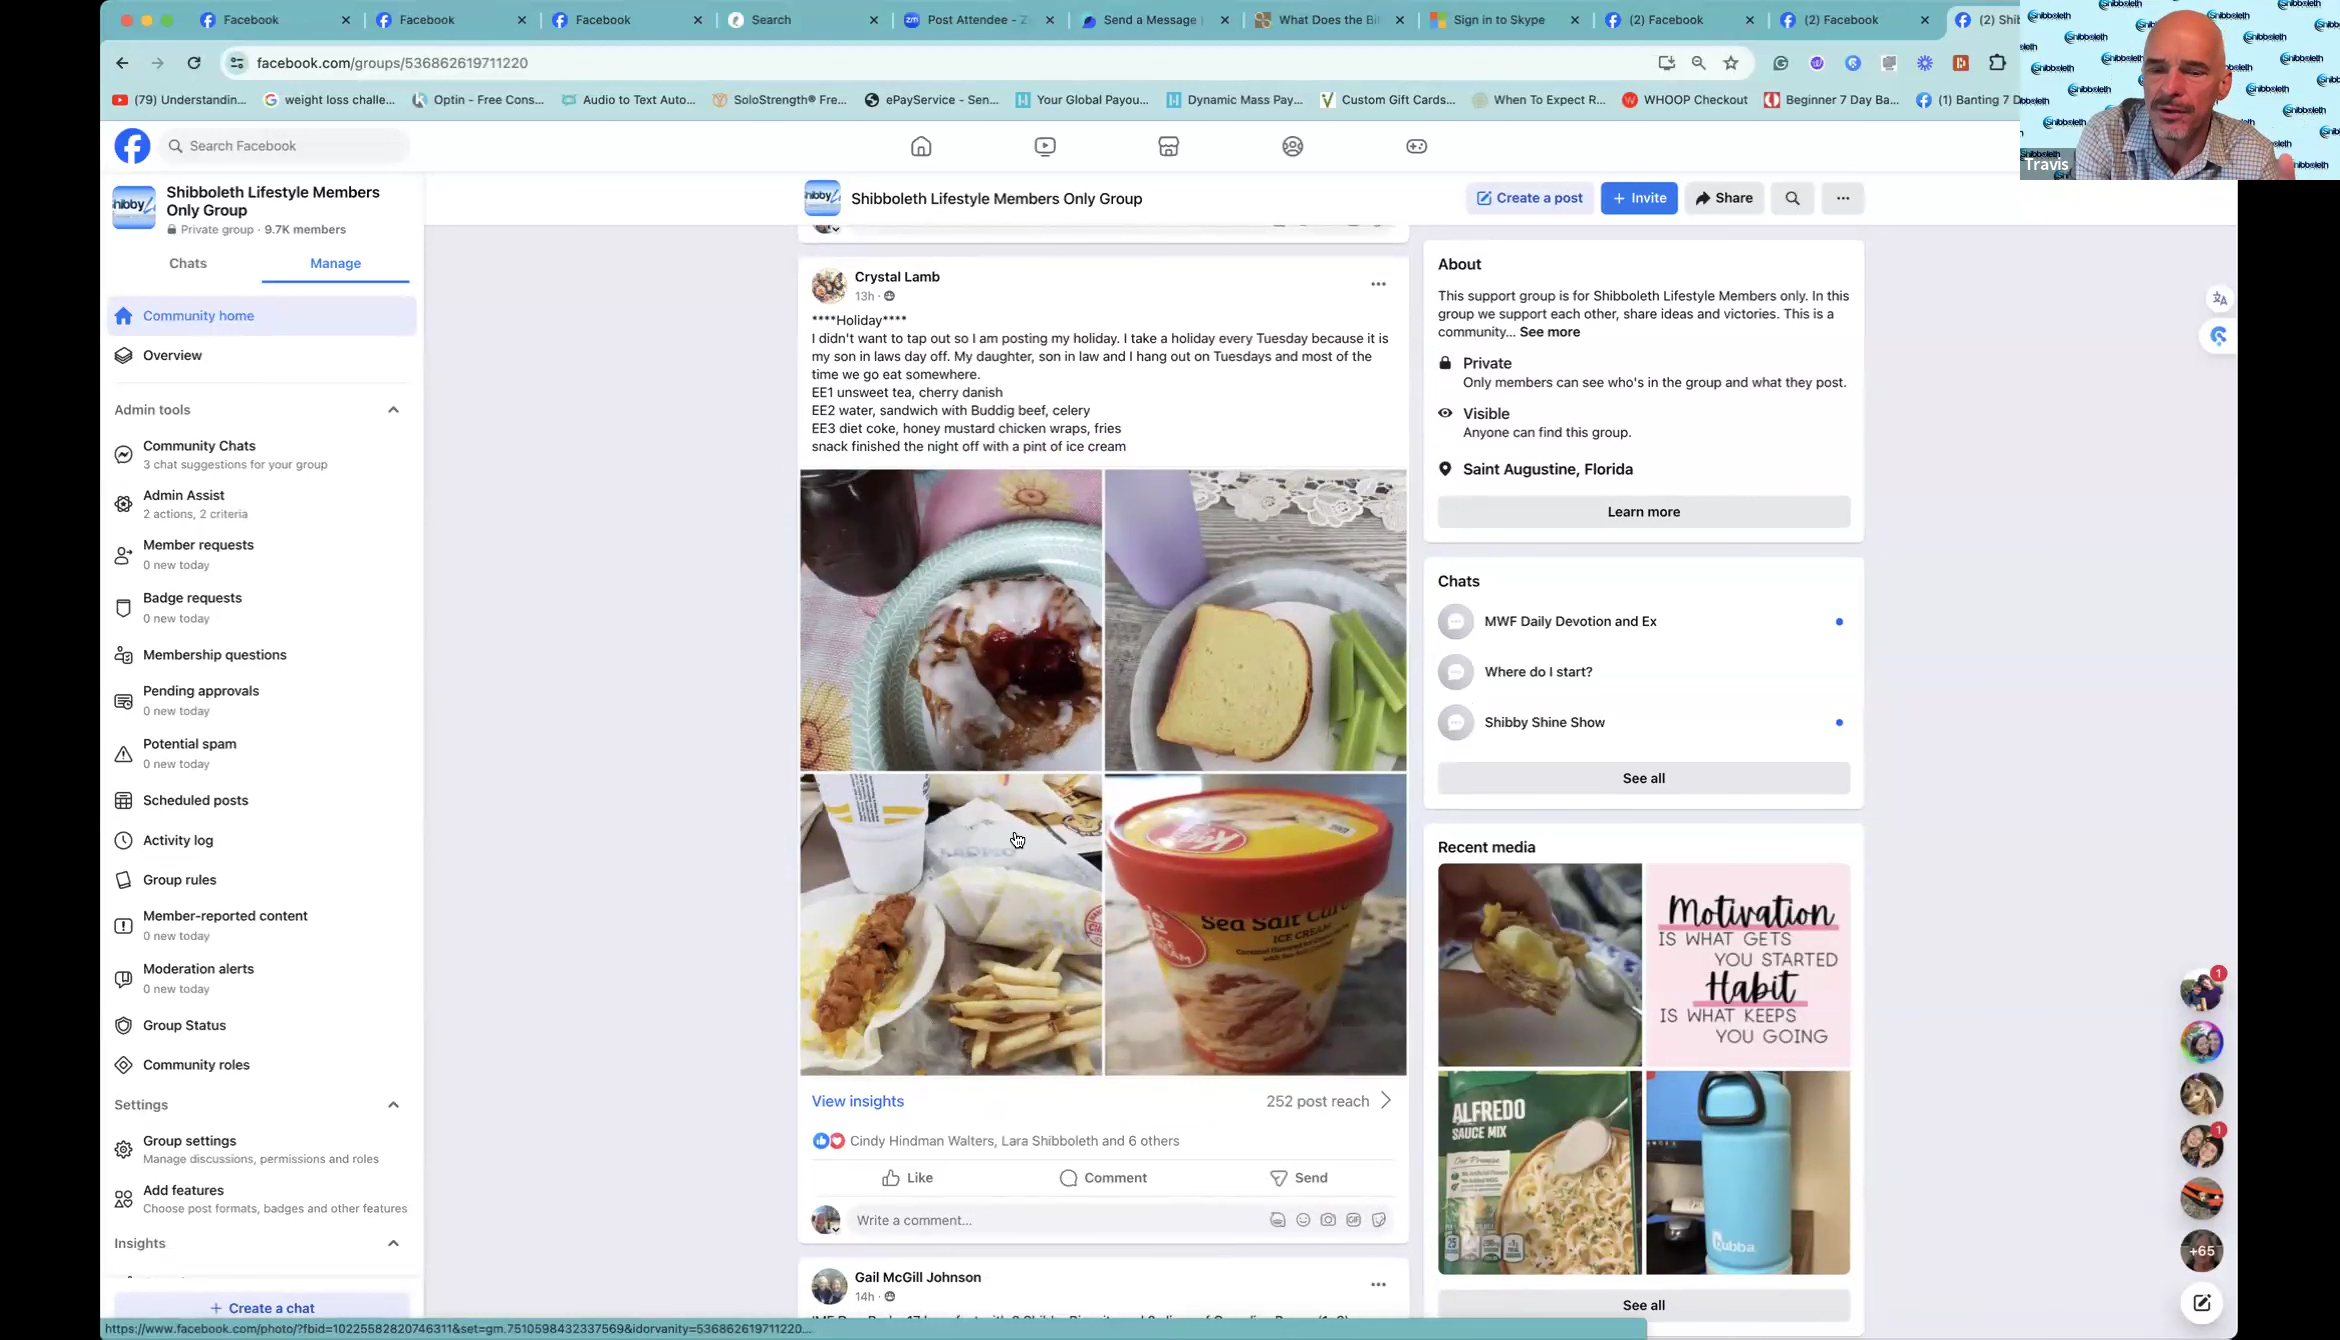 Facebook
Facebook
Facebook
Search
Post Attendee - Z
Send a Message
What Does the Bi
Sign in to Skype
(2) Facebook
(2) Facebook
(2) Shi
facebook.com/groups/536862619711220
(79) Understandin...
weight loss challe...
Optin - Free Cons...
Audio to Text Auto...
SoloStrength® Fre...
ePayService - Sen...
Your Global Payou...
Dynamic Mass Pay...
Custom Gift Cards...
When To Expect R...
WHOOP Checkout
Beginner 7 Day Ba...
(1) Banting 7 D
Travis
Search Facebook
Shibboleth Lifestyle Members
Only Group
Private group · 9.7K members
Chats
Manage
Community home
Overview
Admin tools
Community Chats
3 chat suggestions for your group
Admin Assist
2 actions, 2 criteria
Member requests
0 new today
Badge requests
0 new today
Membership questions
Pending approvals
0 new today
Potential spam
0 new today
Scheduled posts
Activity log
Group rules
Member-reported content
0 new today
Moderation alerts
0 new today
Group Status
Community roles
Settings
Group settings
Manage discussions, permissions and roles
Add features
Choose post formats, badges and other features
Insights
+ Create a chat
https://www.facebook.com/photo/?fbid=10225582820746311&set=gm.7510598432337569&idorvanity=536862619711220...
Shibboleth Lifestyle Members Only Group
Create a post
+ Invite
Share
Crystal Lamb
13h ·
****Holiday****
I didn't want to tap out so I am posting my holiday. I take a holiday every Tuesday because it is
my son in laws day off. My daughter, son in law and I hang out on Tuesdays and most of the
time we go eat somewhere.
EE1 unsweet tea, cherry danish
EE2 water, sandwich with Buddig beef, celery
EE3 diet coke, honey mustard chicken wraps, fries
snack finished the night off with a pint of ice cream
Sea Salt
ICE CREAM
View insights
252 post reach
Cindy Hindman Walters, Lara Shibboleth and 6 others
Like
Comment
Send
Write a comment...
Gail McGill Johnson
14h ·
About
This support group is for Shibboleth Lifestyle Members only. In this
group we support each other, share ideas and victories. This is a
community... See more
Private
Only members can see who's in the group and what they post.
Visible
Anyone can find this group.
Saint Augustine, Florida
Learn more
Chats
MWF Daily Devotion and Ex
Where do I start?
Shibby Shine Show
See all
Recent media
Motivation
IS WHAT GETS
YOU STARTED
Habit
IS WHAT KEEPS
YOU GOING
ALFREDO
SAUCE MIX
bubba
See all
1
1
+65